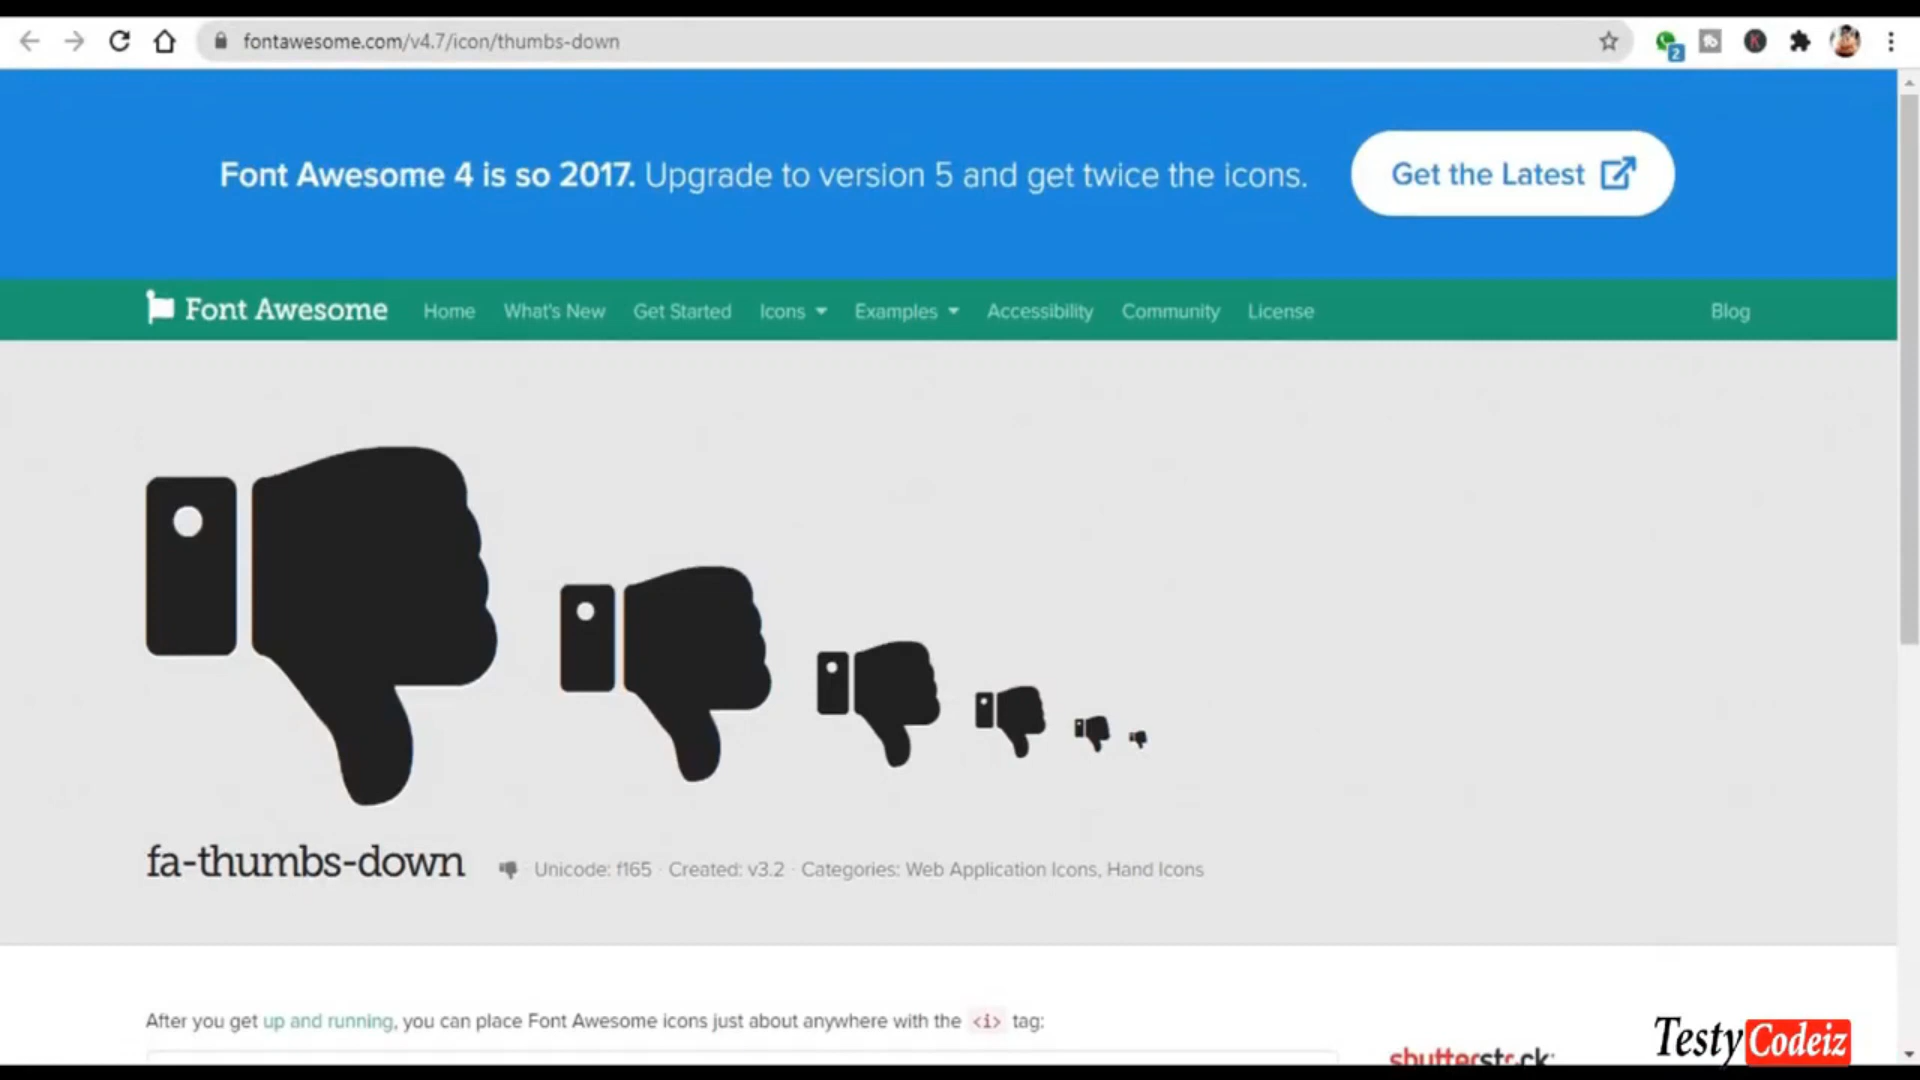 fontawesome.com/v4.7/icon/thumbs-down
2
K
Font Awesome 4 is so 2017. Upgrade to version 5 and get twice the icons.
Get the Latest
Font Awesome
Home
What's New
Get Started
Icons
Examples
Accessibility
Community
License
Blog
fa-thumbs-down
Unicode: f165 · Created: v3.2 · Categories: Web Application Icons, Hand Icons
After you get up and running, you can place Font Awesome icons just about anywhere with the <i> tag:
shutterstock
Testy Codeiz